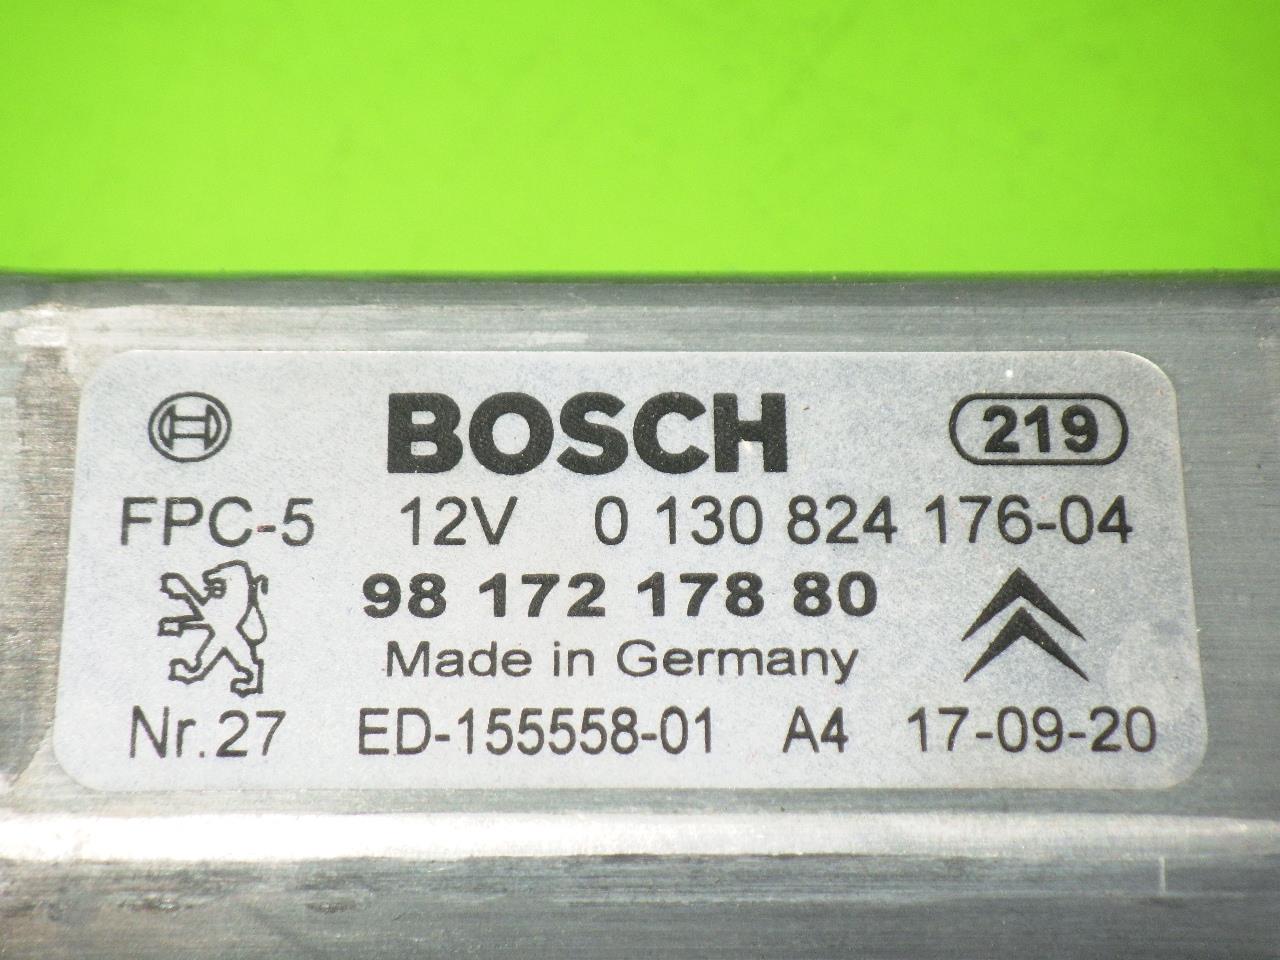 BOSCH 219
FPC-5 12V 0 130 824 176-04
98 172 178 80
Made in Germany
Nr.27 ED-155558-01 A4 17-09-20